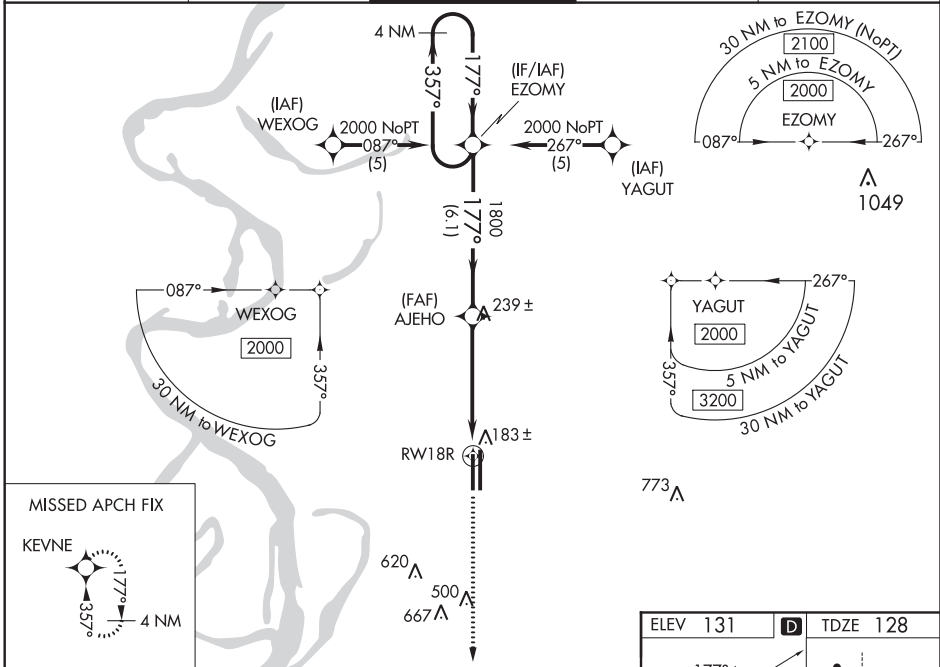 4 NM
357°
177°
(IF/IAF)
EZOMY
(IAF)
WEXOG
2000 NoPT
087°
(5)
2000 NoPT
267°
(5)
(IAF)
YAGUT
30 NM to EZOMY (NoPT)
2100
5 NM to EZOMY
2000
EZOMY
087°
267°
1049
1800
177°
(6.1)
087°
WEXOG
2000
357°
30 NM to WEXOG
(FAF)
AJEHO
239 ±
267°
YAGUT
2000
5 NM to YAGUT
357°
3200
30 NM to YAGUT
183 ±
RW18R
773
MISSED APCH FIX
KEVNE
177°
357°
4 NM
620
500
667
ELEV 131 D TDZE 128